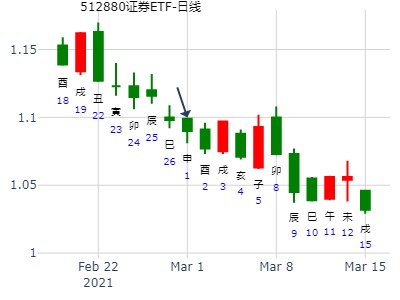 512880证券ETF-日线
1.15
1.1
1.05
1
酉
18
戌
19
丑
22
寅
23
卯
24
辰
25
巳
26
申
1
酉
2
戌
3
亥
4
子
5
卯
8
辰
9
巳
10
午
11
未
12
戌
15
Feb 22
2021
Mar 1
Mar 8
Mar 15